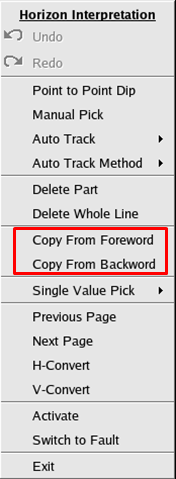 Horizon Interpretation
Undo
Redo
Point to Point Dip
Manual Pick
Auto Track
Auto Track Method
Delete Part
Delete Whole Line
Copy From Foreword
Copy From Backword
Single Value Pick
Previous Page
Next Page
H-Convert
V-Convert
Activate
Switch to Fault
Exit